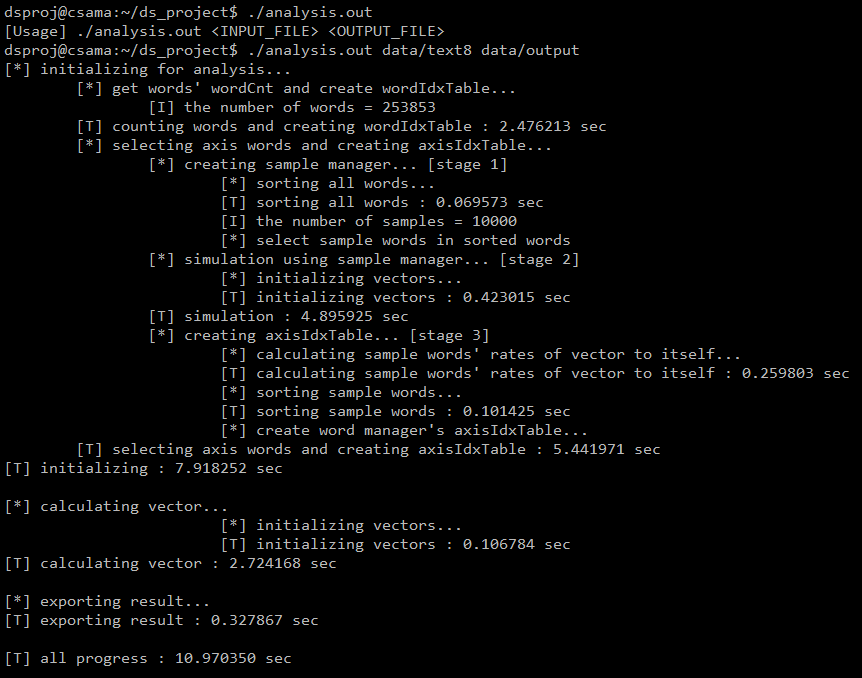 dsproj@csama:~/ds_project$ ./analysis.out
[Usage] ./analysis.out <INPUT_FILE> <OUTPUT_FILE>
dsproj@csama:~/ds_project$ ./analysis.out data/text8 data/output
[*] initializing for analysis...
[*] get words' wordCnt and create wordIdxTable...
[I] the number of words = 253853
[T] counting words and creating wordIdxTable : 2.476213 sec
[*] selecting axis words and creating axisIdxTable...
[*] creating sample manager... [stage 1]
[*] sorting all words...
[T] sorting all words : 0.069573 sec
[I] the number of samples = 10000
[*] select sample words in sorted words
[*] simulation using sample manager... [stage 2]
[*] initializing vectors...
[T] initializing vectors : 0.423015 sec
[T] simulation : 4.895925 sec
[*] creating axisIdxTable... [stage 3]
[*] calculating sample words' rates of vector to itself...
[T] calculating sample words' rates of vector to itself : 0.259803 sec
[*] sorting sample words...
[T] sorting sample words : 0.101425 sec
[*] create word manager's axisIdxTable...
[T] selecting axis words and creating axisIdxTable : 5.441971 sec
[T] initializing : 7.918252 sec
[*] calculating vector...
[*] initializing vectors...
[T] initializing vectors : 0.106784 sec
[T] calculating vector : 2.724168 sec
[*] exporting result...
[T] exporting result : 0.327867 sec
[T] all progress : 10.970350 sec